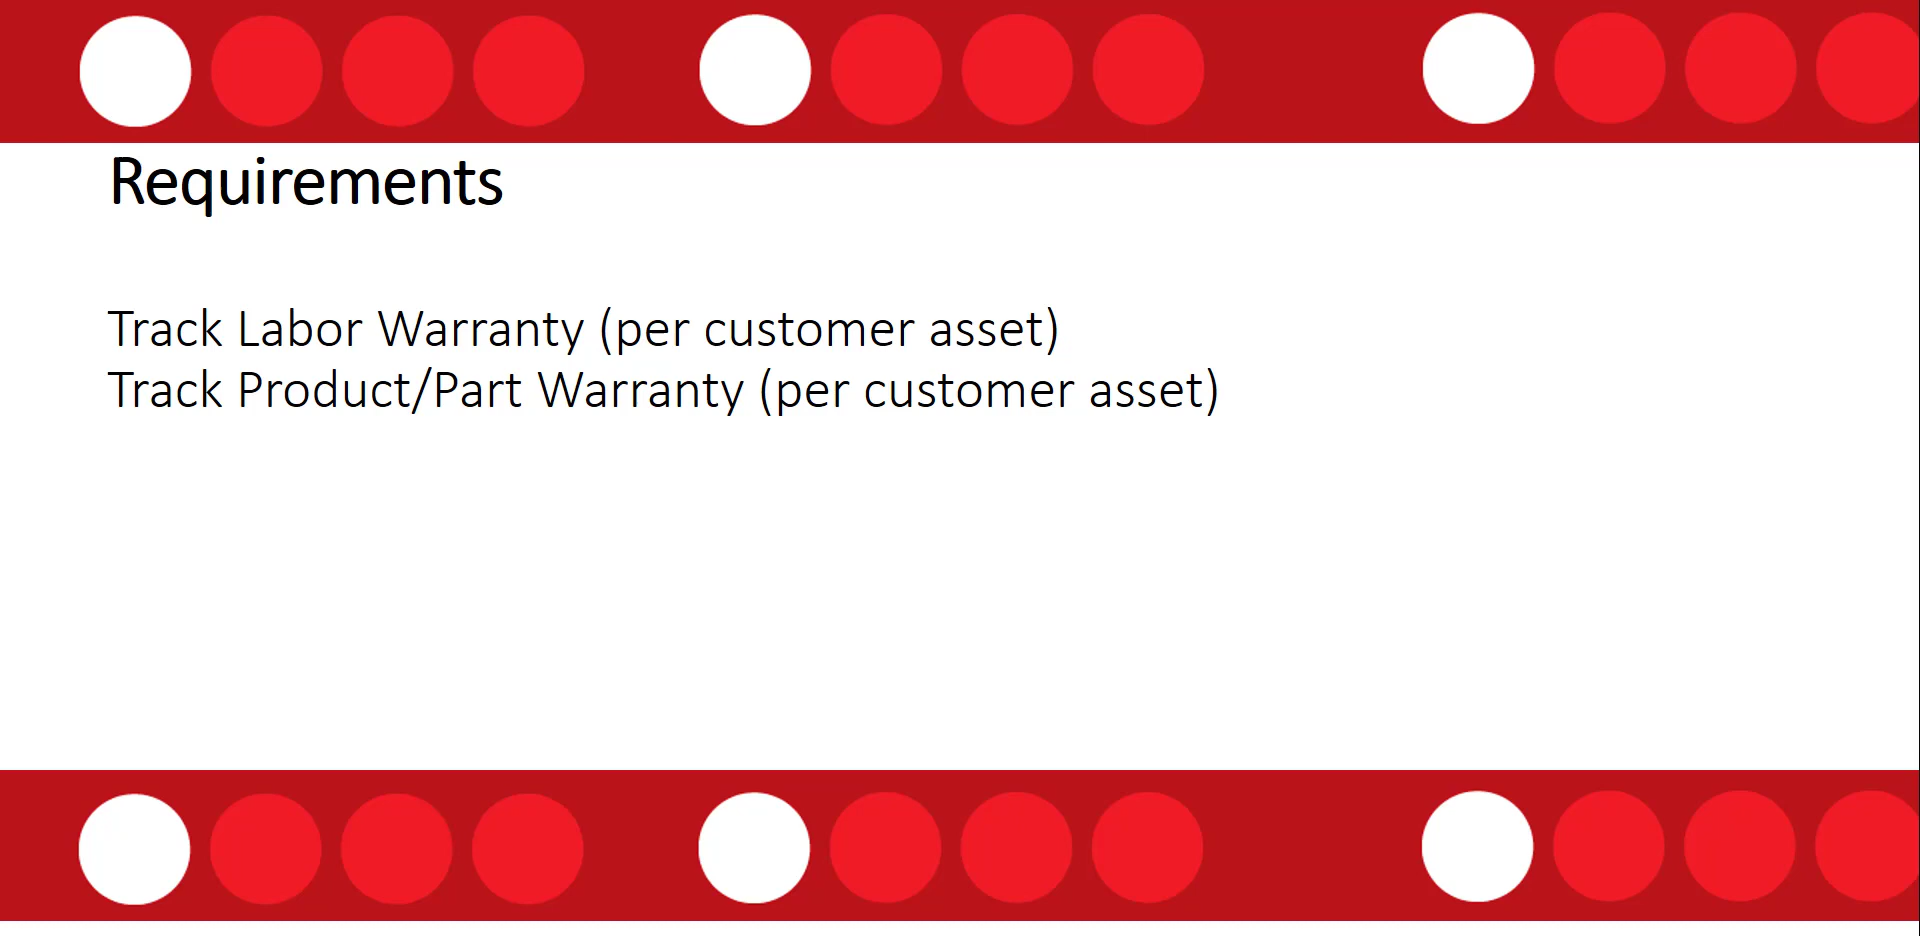 Requirements
Track Labor Warranty (per customer asset)
Track Product/Part Warranty (per customer asset)